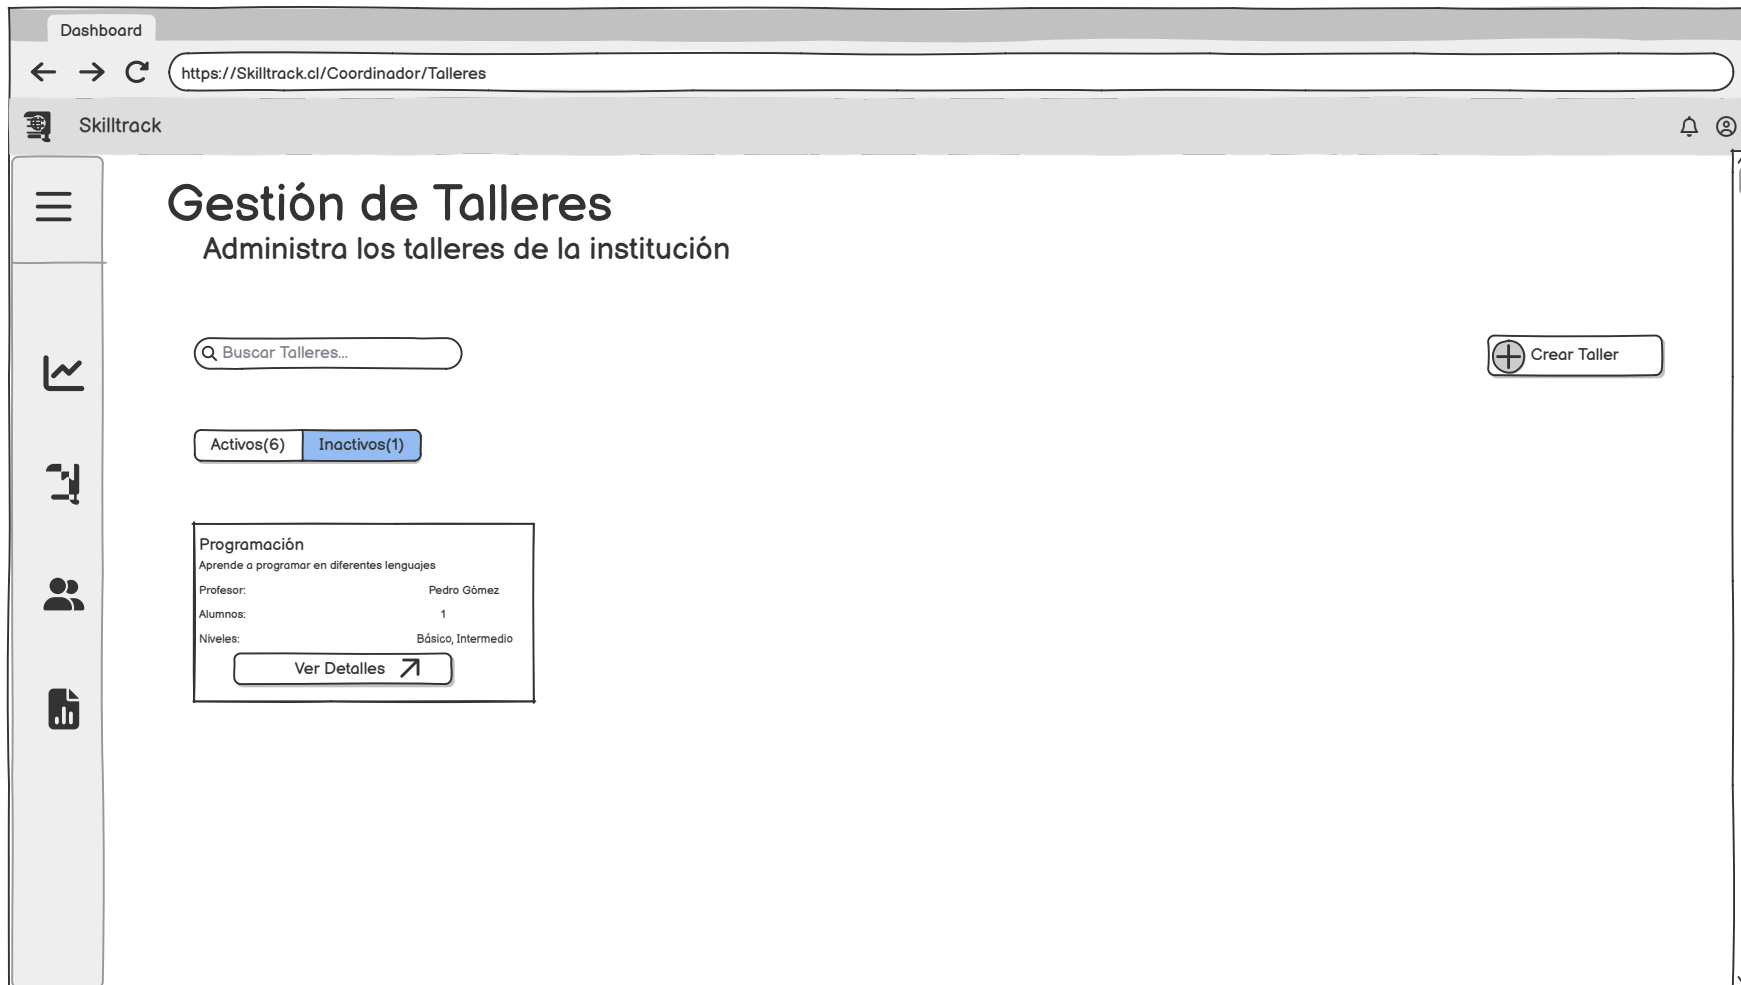 Dashboard
https://Skilltrack.cl/Coordinador/Talleres
Skilltrack
Gestión de Talleres
Administra los talleres de la institución
Buscar Talleres...
Crear Taller
Activos(6) Inactivos(1)
Programación
Aprende a programar en diferentes lenguajes
Profesor: Pedro Gómez
Alumnos: 1
Niveles: Básico, Intermedio
Ver Detalles